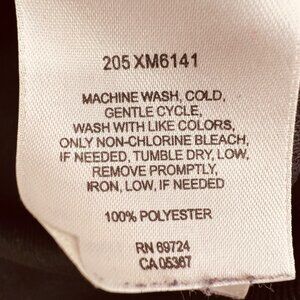 205 XM6141
MACHINE WASH, COLD,
GENTLE CYCLE,
WASH WITH LIKE COLORS,
ONLY NON-CHLORINE BLEACH,
IF NEEDED, TUMBLE DRY, LOW,
REMOVE PROMPTLY,
IRON, LOW, IF NEEDED
100% POLYESTER
RN 69724
CA 05367